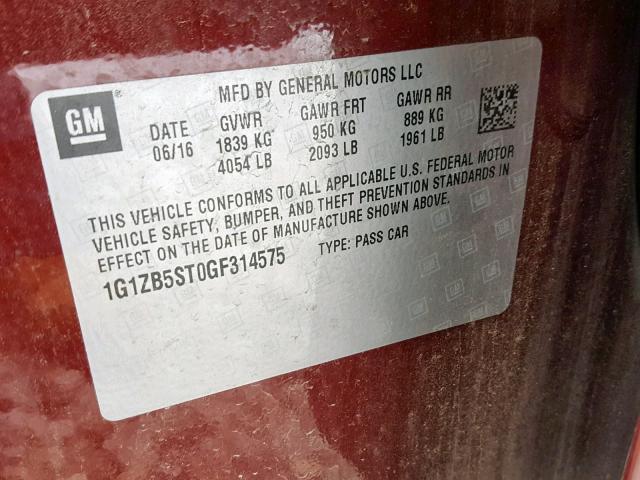 MFD BY GENERAL MOTORS LLC
GM®
DATE GVWR GAWR FRT GAWR RR
06/16 1839 KG 950 KG 889 KG
4054 LB 2093 LB 1961 LB
THIS VEHICLE CONFORMS TO ALL APPLICABLE U.S. FEDERAL MOTOR
VEHICLE SAFETY, BUMPER, AND THEFT PREVENTION STANDARDS IN
EFFECT ON THE DATE OF MANUFACTURE SHOWN ABOVE.
1G1ZB5ST0GF314575 TYPE: PASS CAR